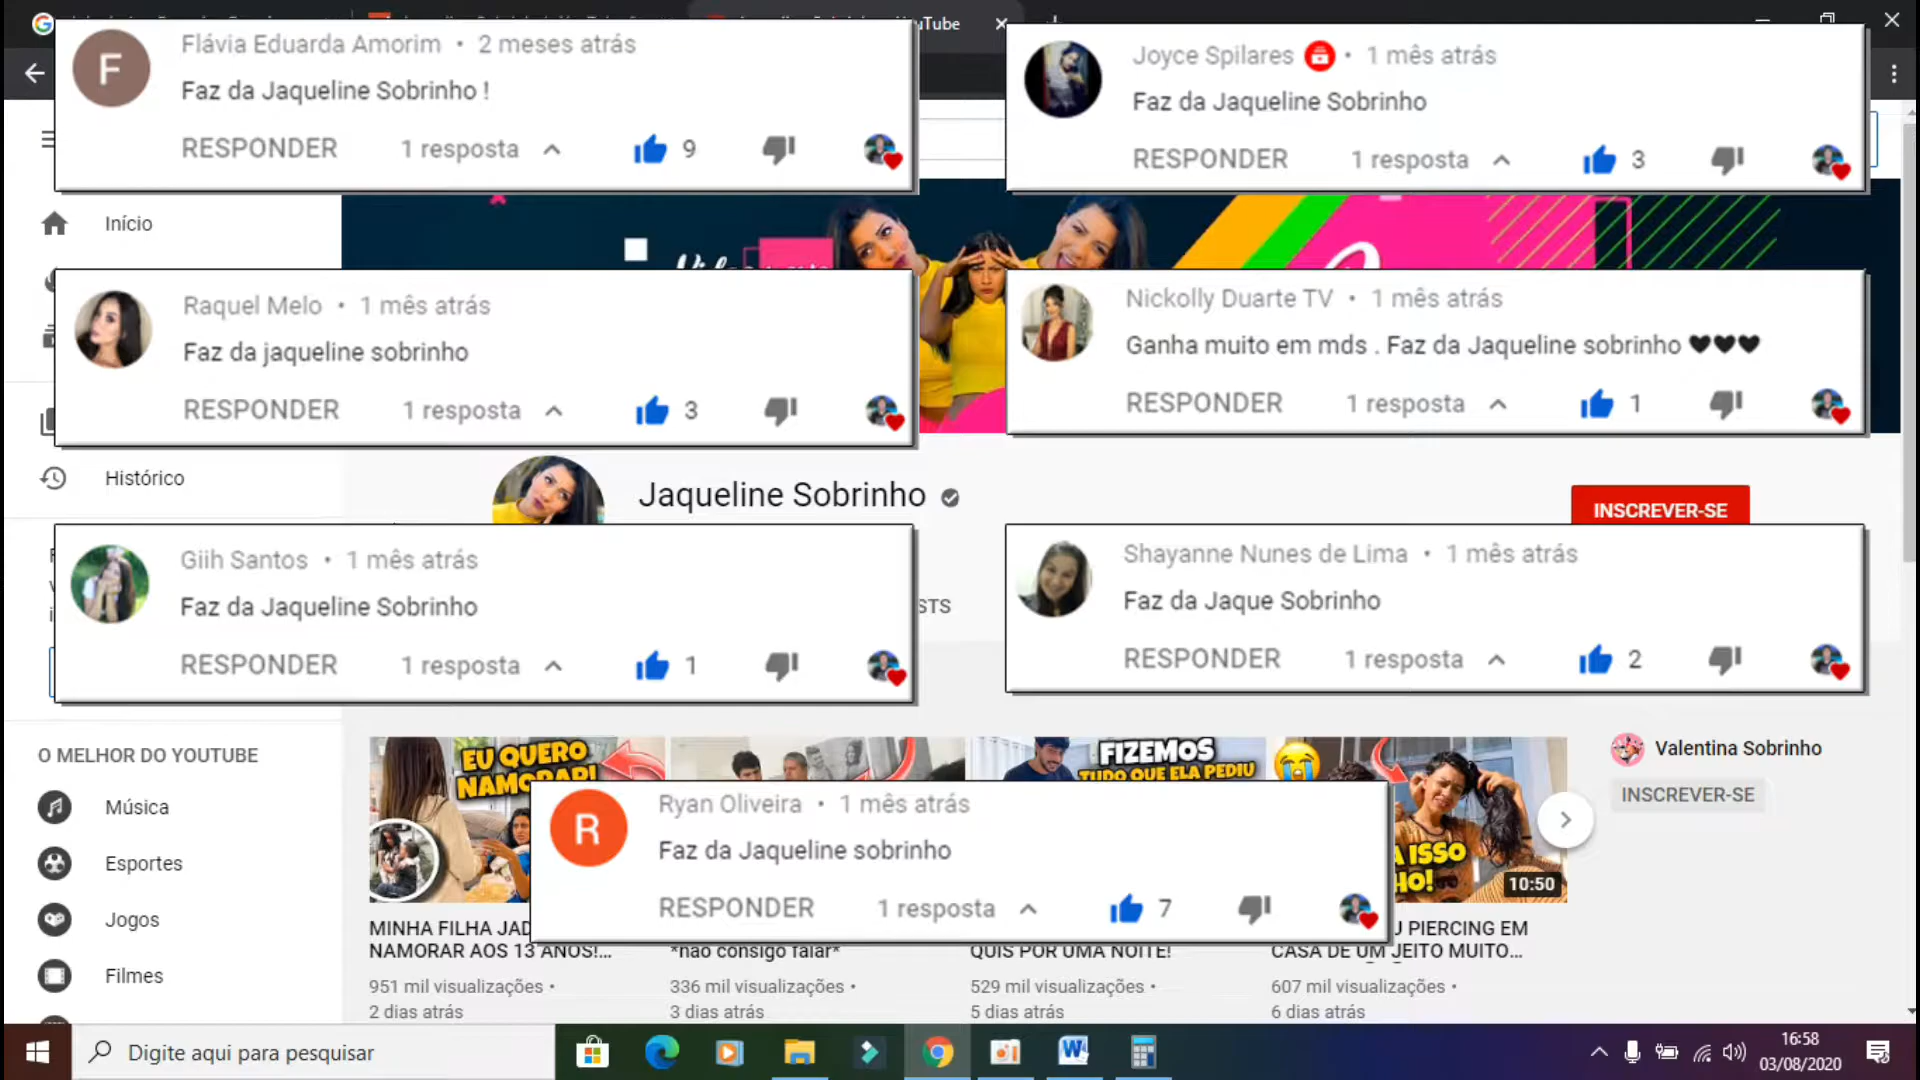 uTube
Flávia Eduarda Amorim • 2 meses atrás
Faz da Jaqueline Sobrinho !
RESPONDER 1 resposta 9
Joyce Spilares • 1 mês atrás
Faz da Jaqueline Sobrinho
RESPONDER 1 resposta 3
Início
Raquel Melo • 1 mês atrás
Faz da jaqueline sobrinho
RESPONDER 1 resposta 3
Nickolly Duarte TV • 1 mês atrás
Ganha muito em mds . Faz da Jaqueline sobrinho 🖤🖤🖤
RESPONDER 1 resposta 1
Histórico
Jaqueline Sobrinho
INSCREVER-SE
Giih Santos • 1 mês atrás
Faz da Jaqueline Sobrinho
RESPONDER 1 resposta 1
STS
Shayanne Nunes de Lima • 1 mês atrás
Faz da Jaque Sobrinho
RESPONDER 1 resposta 2
O MELHOR DO YOUTUBE
Música
Esportes
Jogos
Filmes
EU QUERO
NAMORAR!
FIZEMOS
TUDO QUE ELA PEDIU
A ISSO
HO!
10:50
Valentina Sobrinho
INSCREVER-SE
Ryan Oliveira • 1 mês atrás
Faz da Jaqueline sobrinho
RESPONDER 1 resposta 7
MINHA FILHA JAD
NAMORAR AOS 13 ANOS!...
951 mil visualizações •
2 dias atrás
*não consigo falar*
336 mil visualizações •
3 dias atrás
QUIS POR UMA NOITE!
529 mil visualizações •
5 dias atrás
U PIERCING EM
CASA DE UM JEITO MUITO...
607 mil visualizações •
6 dias atrás
Digite aqui para pesquisar
16:58
03/08/2020